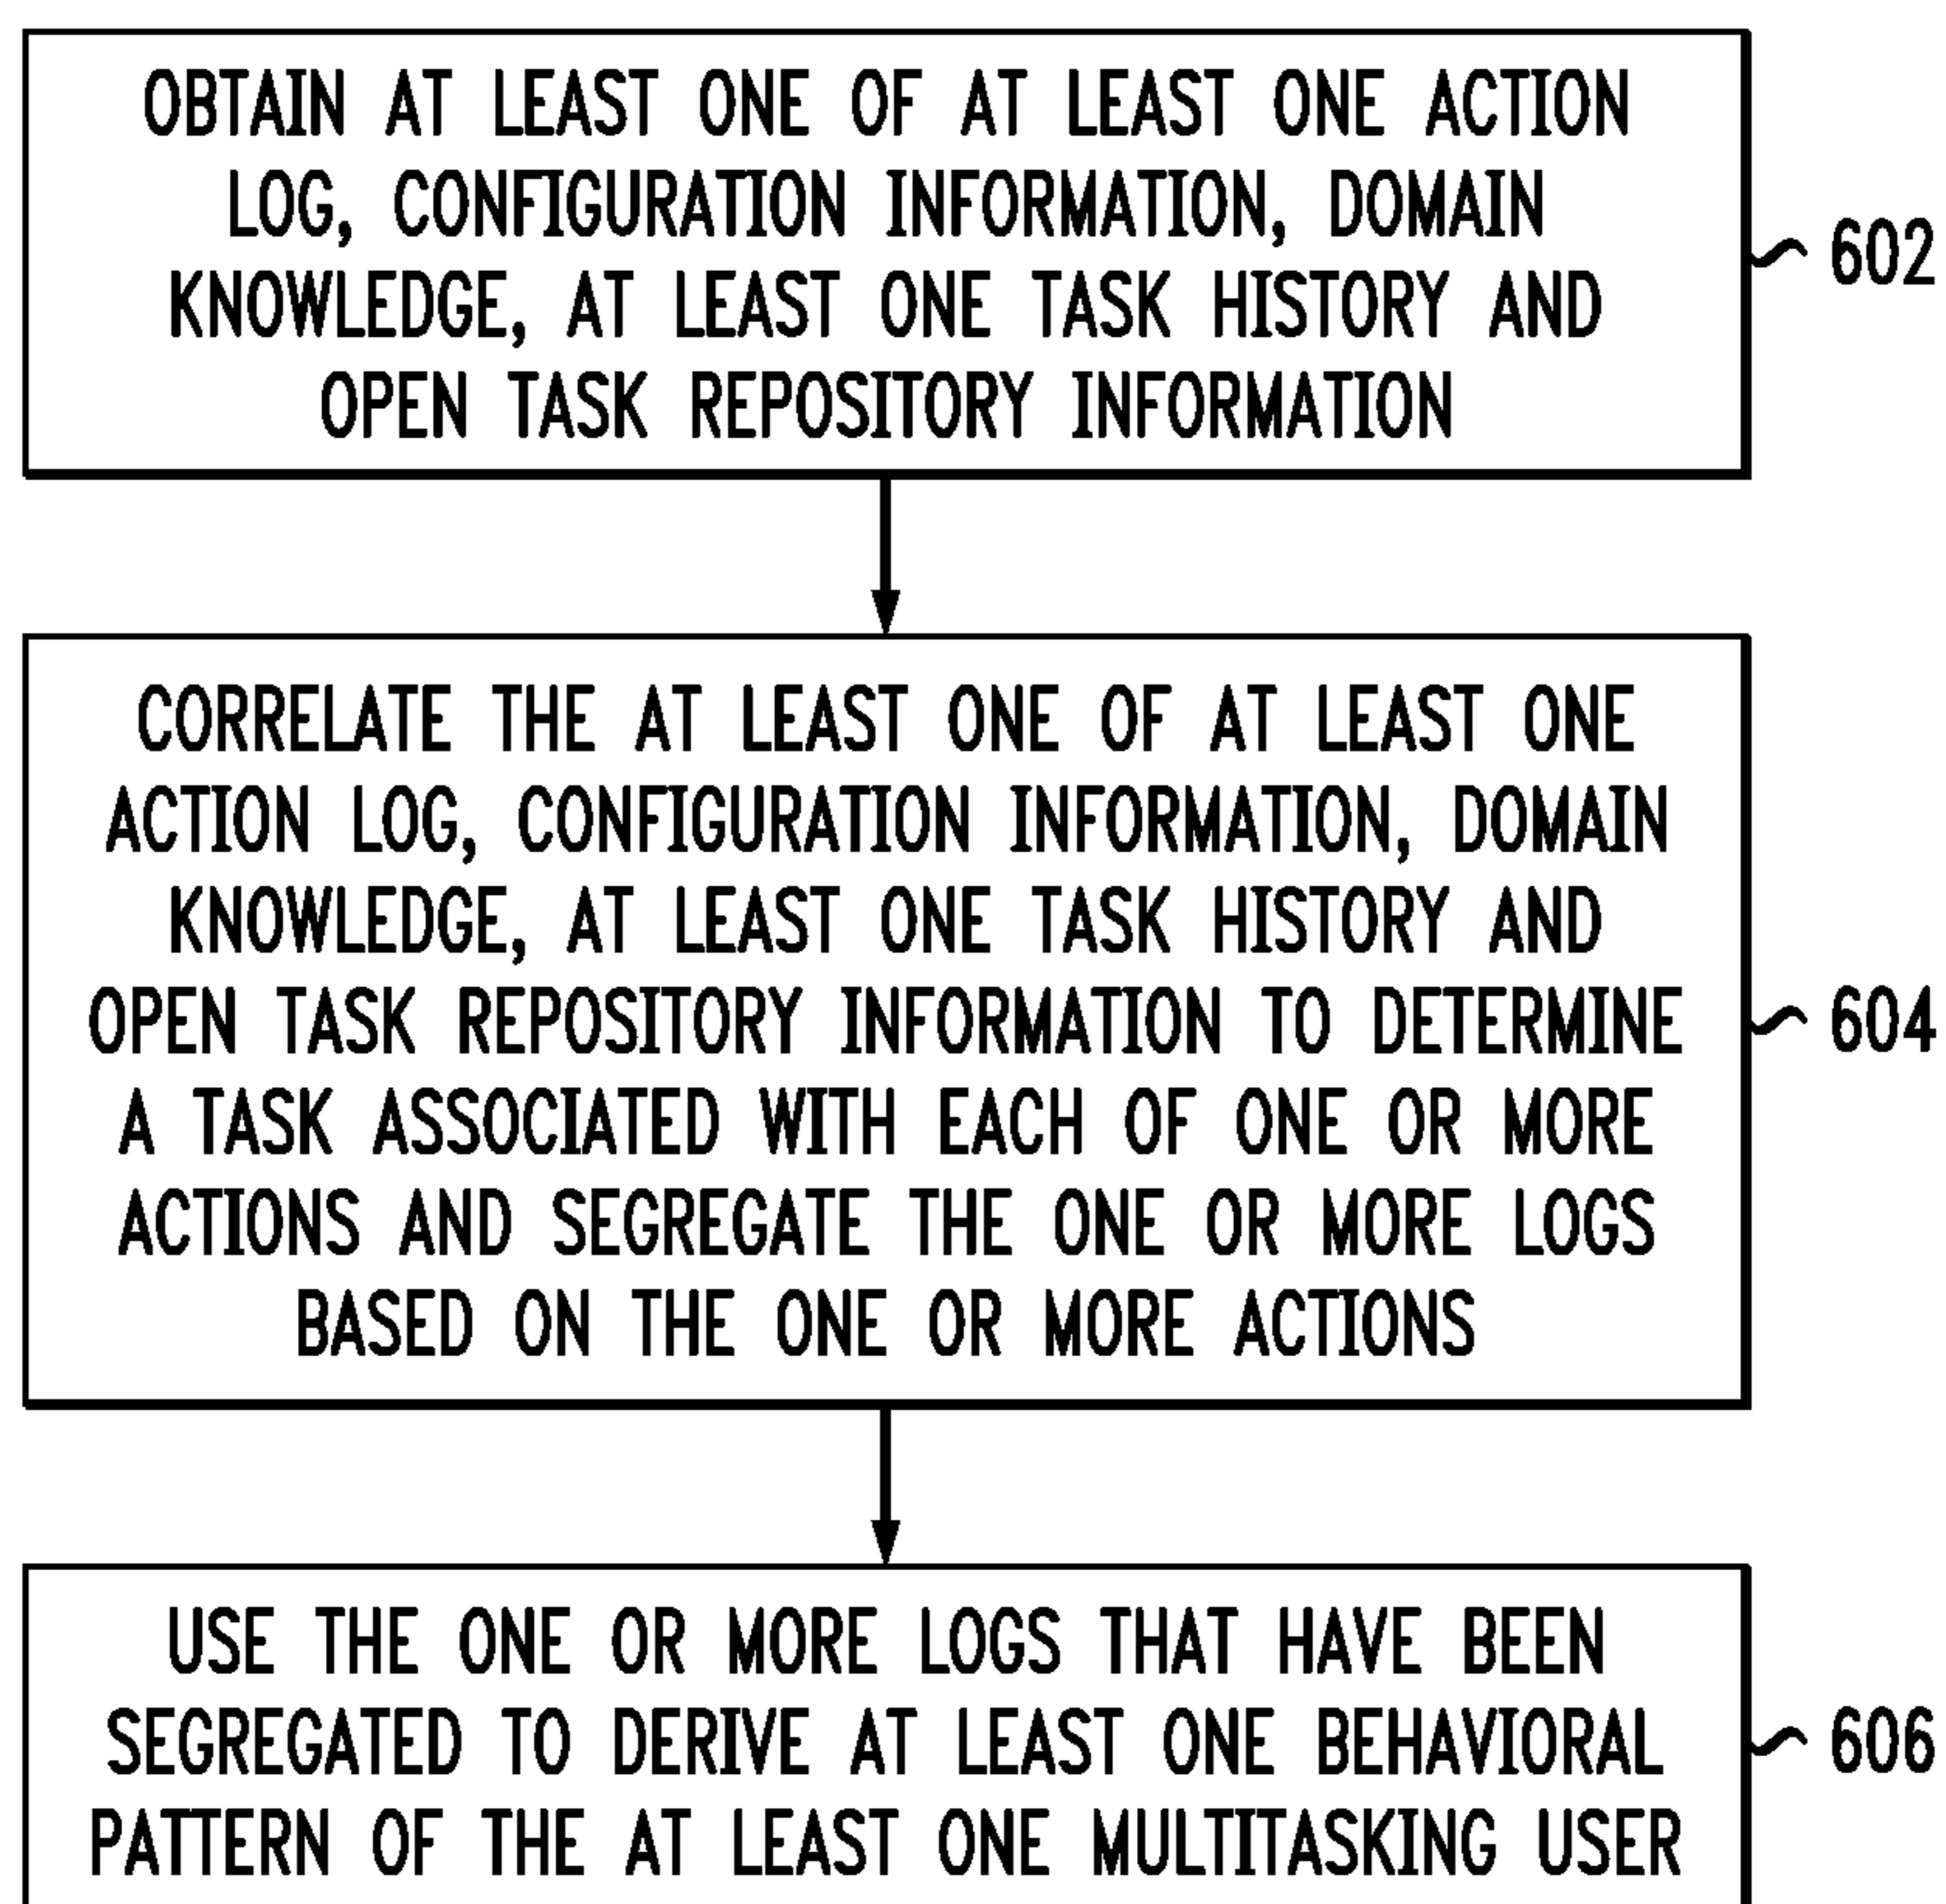 OBTAIN AT LEAST ONE OF AT LEAST ONE ACTION
LOG, CONFIGURATION INFORMATION, DOMAIN
KNOWLEDGE, AT LEAST ONE TASK HISTORY AND
OPEN TASK REPOSITORY INFORMATION
602
CORRELATE THE AT LEAST ONE OF AT LEAST ONE
ACTION LOG, CONFIGURATION INFORMATION, DOMAIN
KNOWLEDGE, AT LEAST ONE TASK HISTORY AND
OPEN TASK REPOSITORY INFORMATION TO DETERMINE
A TASK ASSOCIATED WITH EACH OF ONE OR MORE
ACTIONS AND SEGREGATE THE ONE OR MORE LOGS
BASED ON THE ONE OR MORE ACTIONS
604
USE THE ONE OR MORE LOGS THAT HAVE BEEN
SEGREGATED TO DERIVE AT LEAST ONE BEHAVIORAL
PATTERN OF THE AT LEAST ONE MULTITASKING USER
606